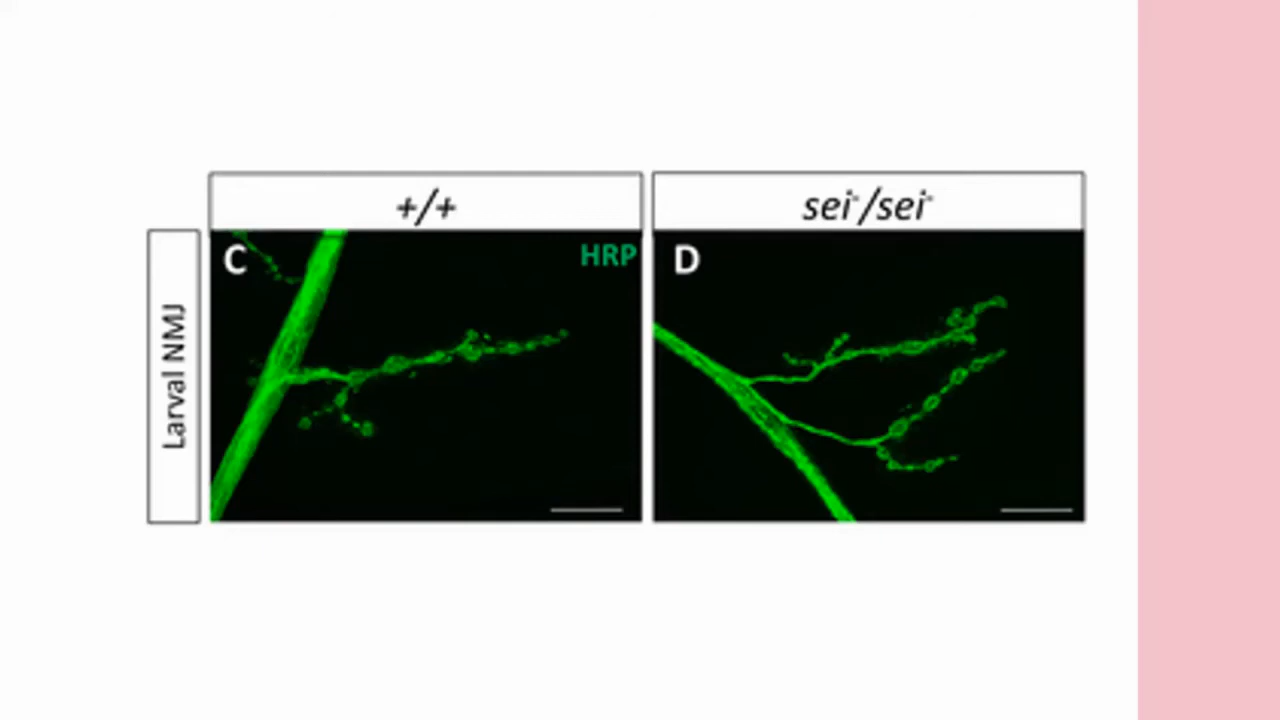 +/+
sei⁻/sei⁻
Larval NMJ
C
HRP
D